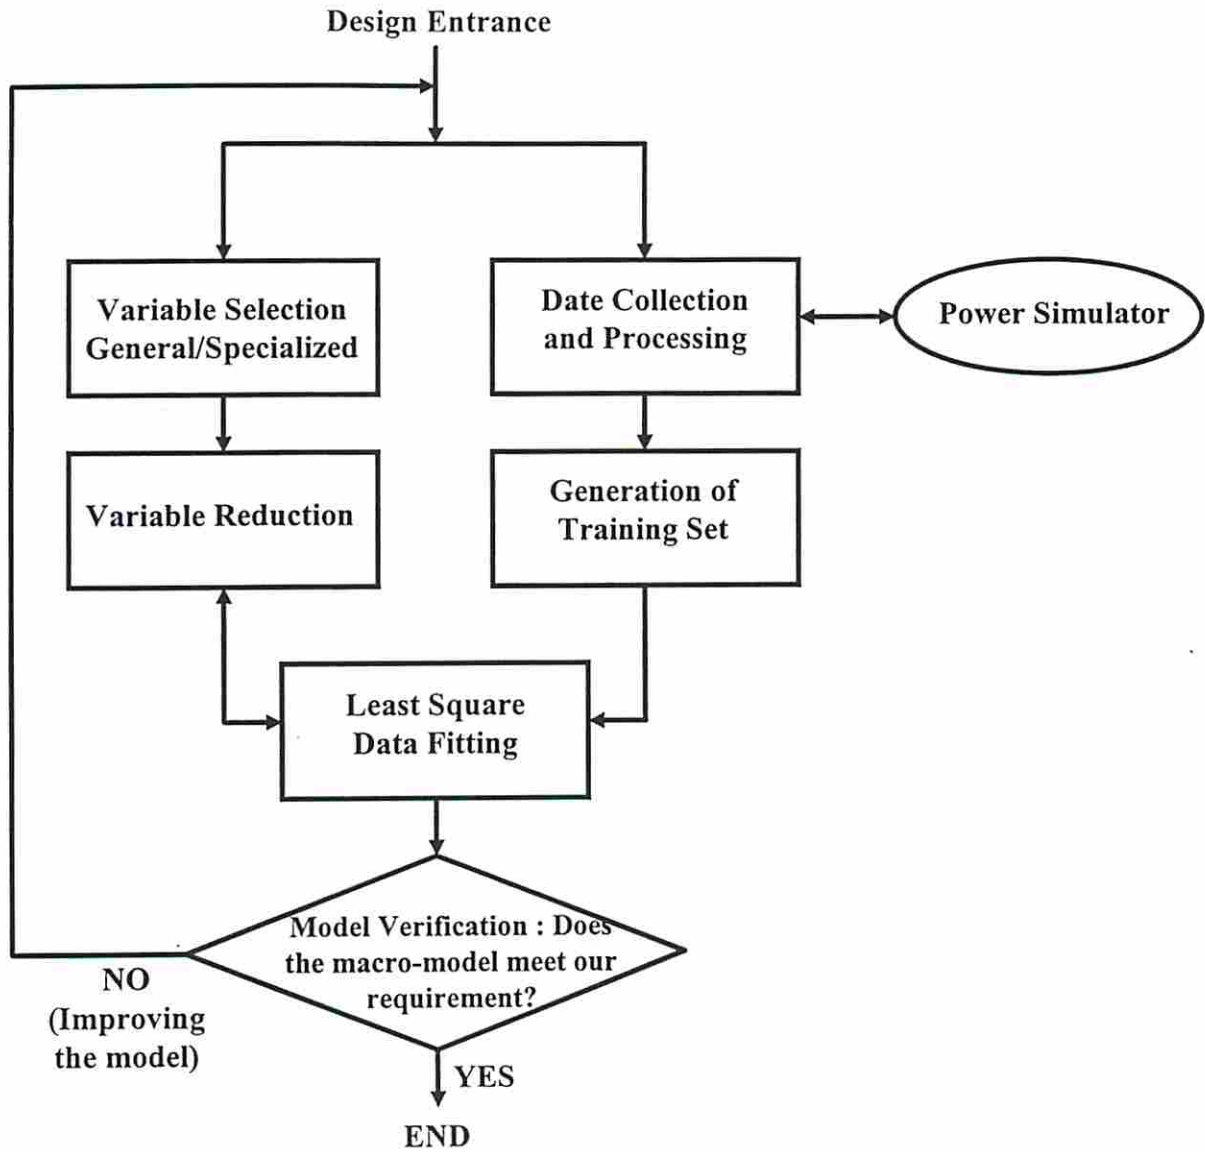 Design Entrance
Variable Selection
General/Specialized
Date Collection
and Processing
Power Simulator
Variable Reduction
Generation of
Training Set
Least Square
Data Fitting
Model Verification : Does
the macro-model meet our
requirement?
NO
(Improving
the model)
YES
END